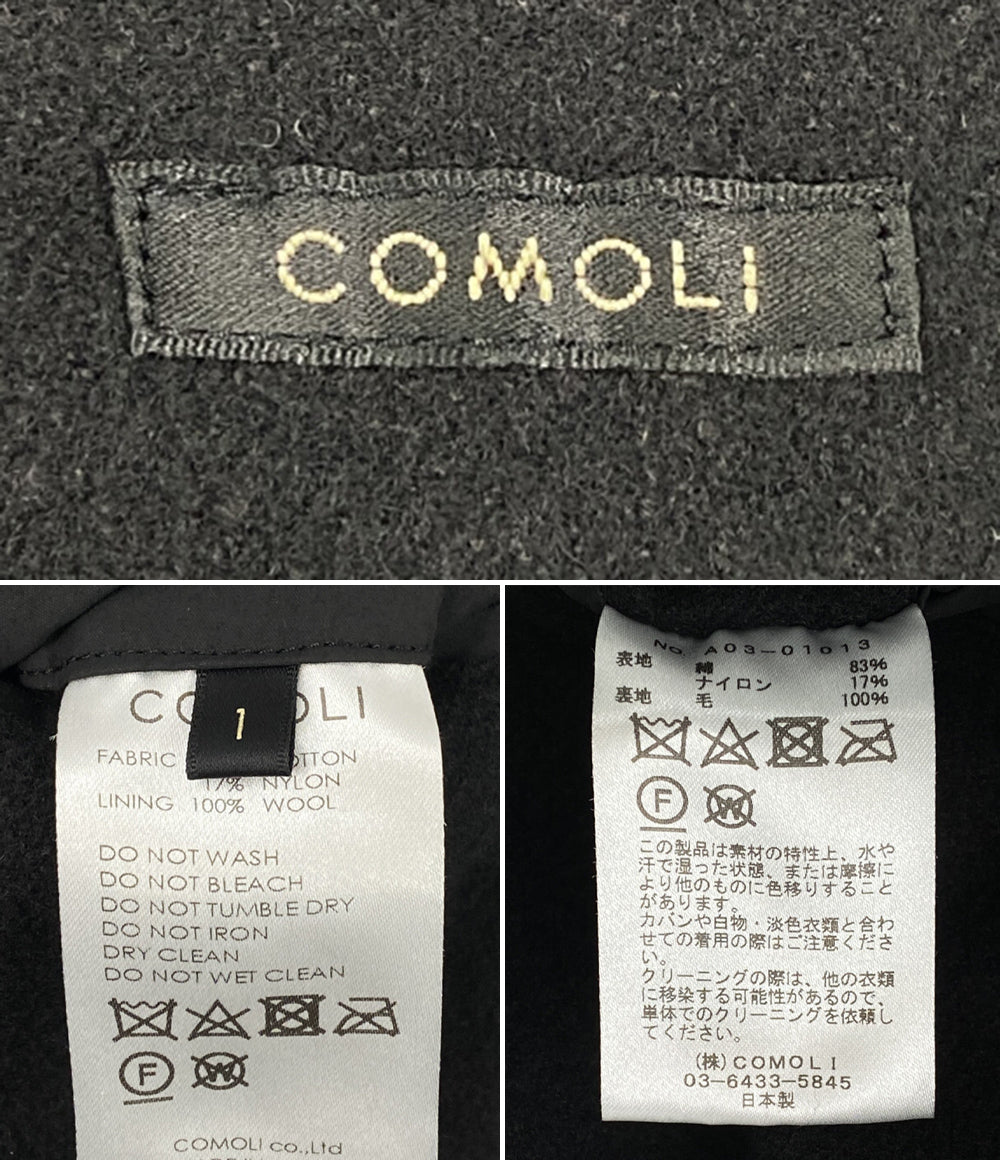 COMOLI
1
FABRIC
17% NYLON
LINING 100% WOOL
DO NOT WASH
DO NOT BLEACH
DO NOT TUMBLE DRY
DO NOT IRON
DRY CLEAN
DO NOT WET CLEAN
F W
COMOLI co.,Ltd
No. A03-01013
表地 綿 83%
ナイロン 17%
裏地 毛 100%
F W
この製品は素材の特性上、水や
汗で湿った状態、または摩擦に
より他のものに色移りすること
があります。
カバンや白物・淡色衣類と合わ
せての着用の際はご注意くださ
い。
クリーニングの際は、他の衣類
に移染する可能性があるので、
単体でのクリーニングを依頼し
てください。
(株)COMOLI
03-6433-5845
日本製